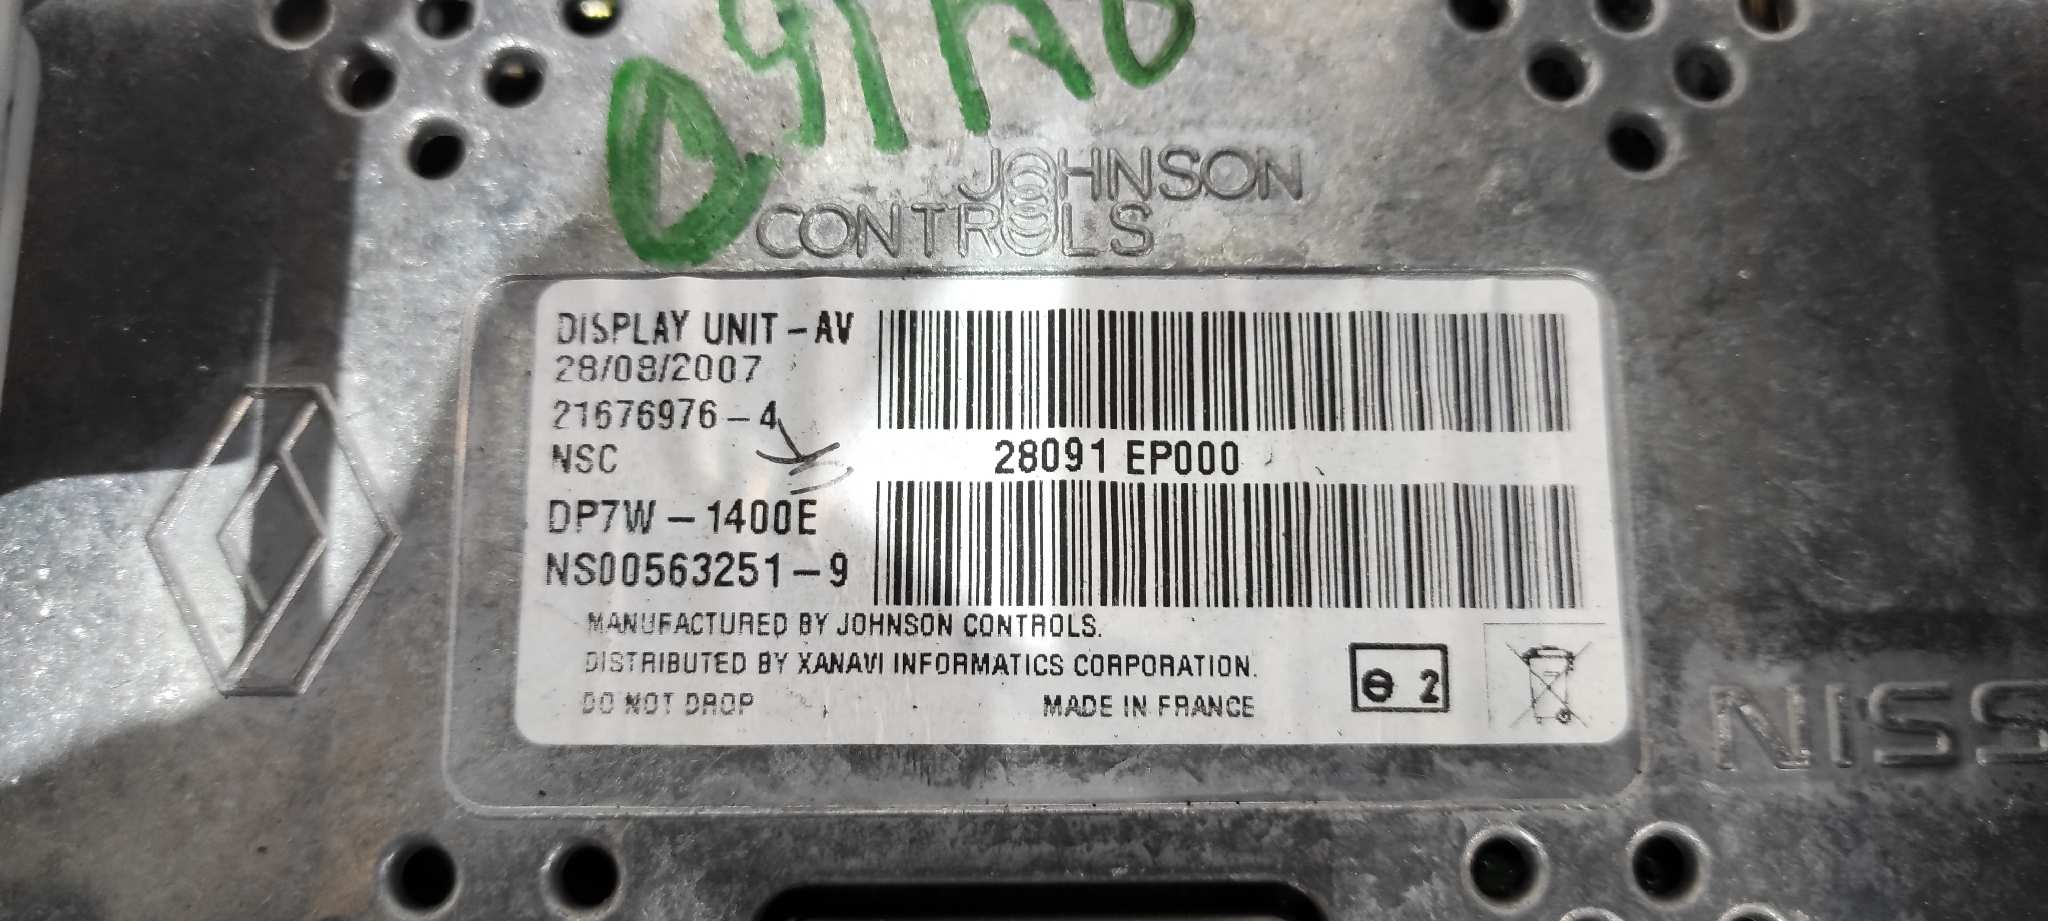 JOHNSON
CONTROLS
DISPLAY UNIT - AV
28/08/2007
21676976 - 4
NSC
28091 EP000
DP7W - 1400E
NS00563251 - 9
MANUFACTURED BY JOHNSON CONTROLS.
DISTRIBUTED BY XANAVI INFORMATICS CORPORATION.
DO NOT DROP
MADE IN FRANCE
2
NISS